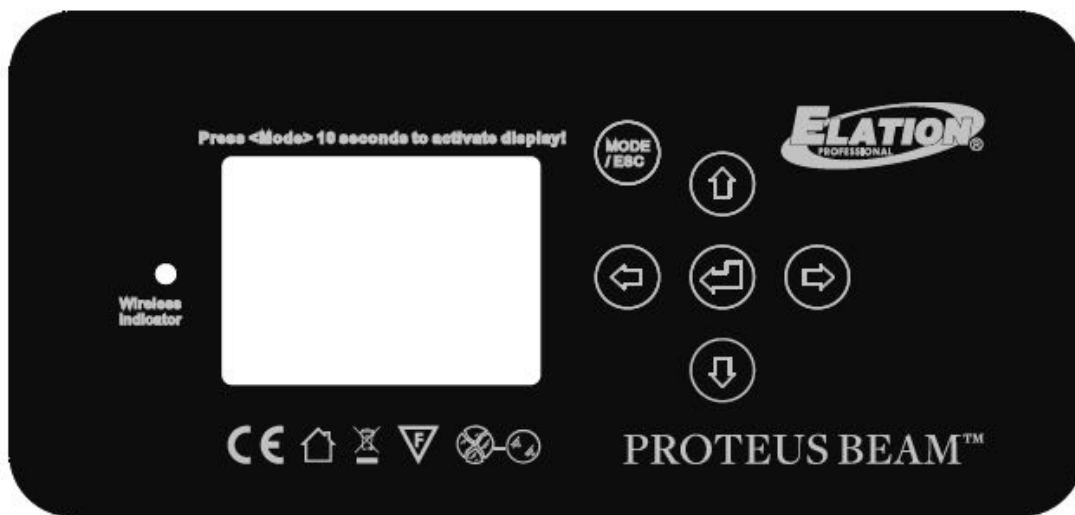 Press <Mode> 10 seconds to activate display!
MODE
/ESC
ELATION®
PROFESSIONAL
Wireless
Indicator
CE
F
PROTEUS BEAM™